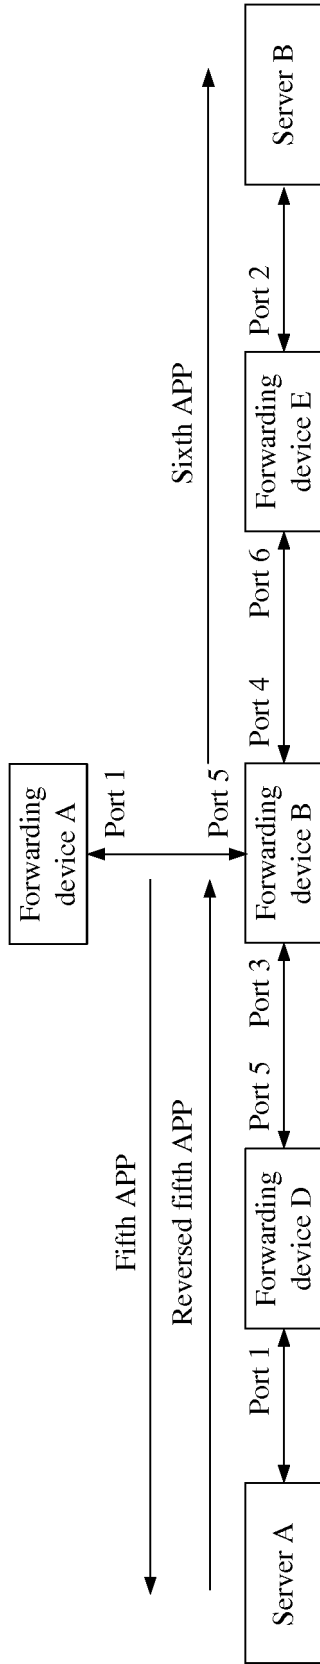 Forwarding
device A
Port 1
Fifth APP
Reversed fifth APP
Sixth APP
Port 5
Server A
Port 1
Forwarding
device D
Port 5
Port 3
Forwarding
device B
Port 4
Port 6
Forwarding
device E
Port 2
Server B